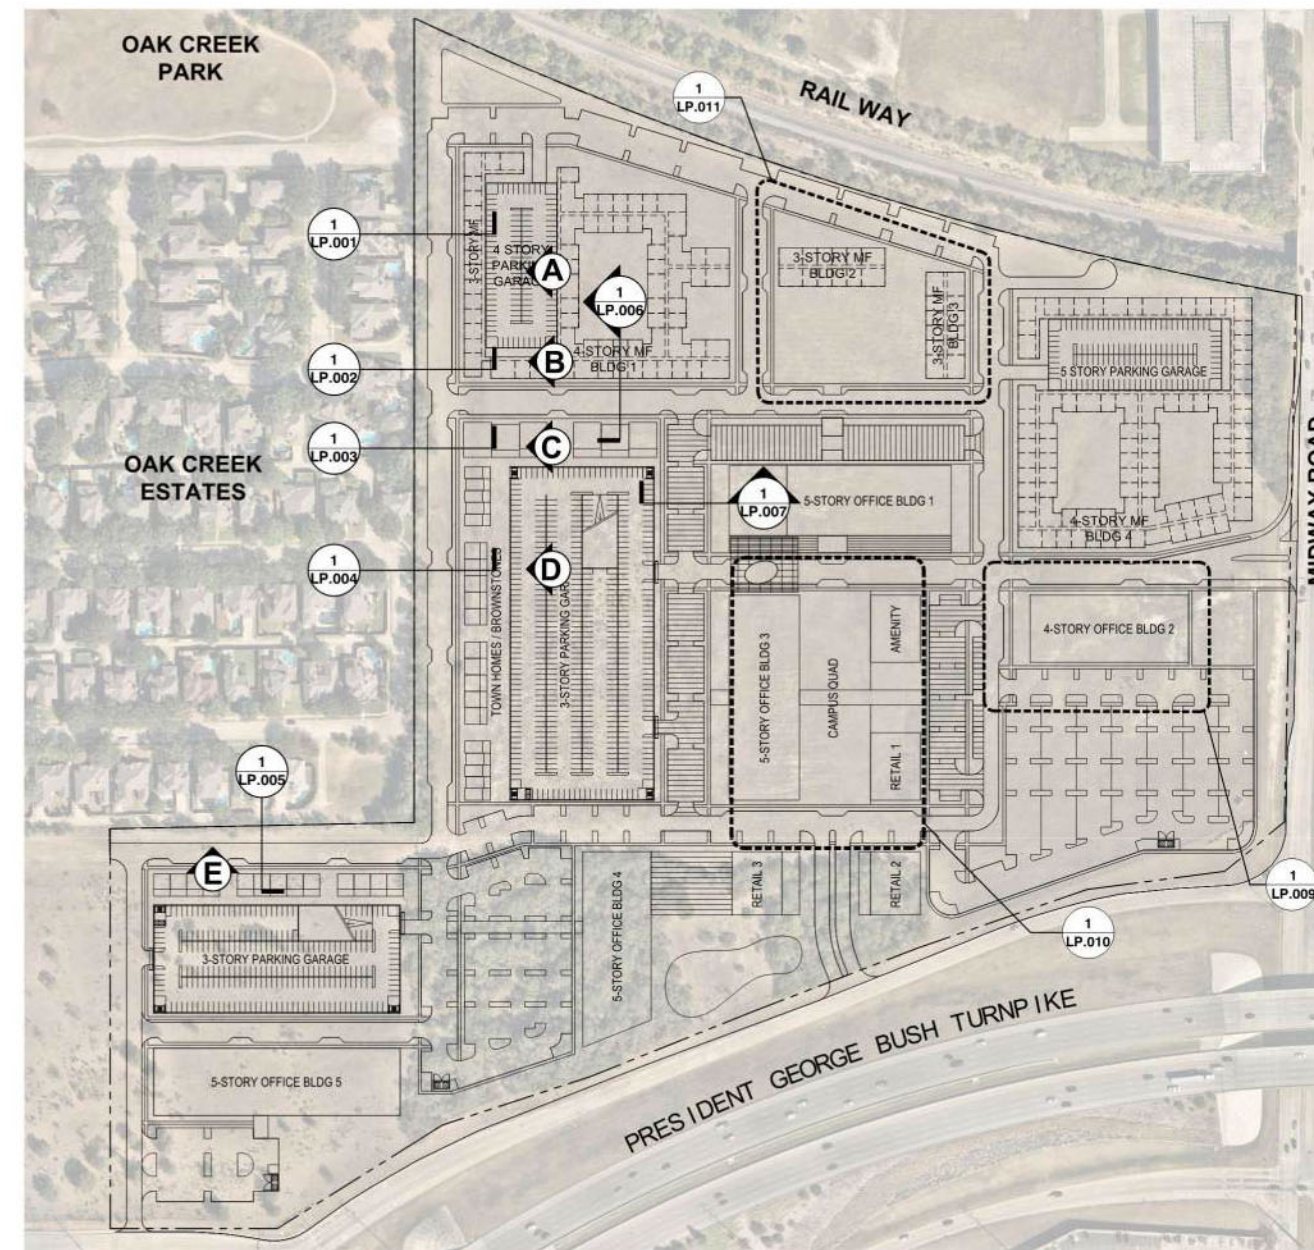 OAK CREEK
PARK
1
LP.011
RAIL WAY
1
LP.001
3-STORY MF
4 STORY
PARKING
GARAGE
A
1
LP.006
3-STORY MF
BLDG 2
3-STORY MF
BLDG 3
1
LP.002
B
4-STORY MF
BLDG 1
5 STORY PARKING GARAGE
1
LP.003
C
OAK CREEK
ESTATES
1
LP.007
5-STORY OFFICE BLDG 1
4-STORY MF
BLDG 4
MIDWAY ROAD
1
LP.004
D
TOWN HOMES / BROWNSTONES
3-STORY PARKING GARAGE
5-STORY OFFICE BLDG 3
CAMPUS QUAD
AMENITY
RETAIL 1
4-STORY OFFICE BLDG 2
1
LP.005
E
3-STORY PARKING GARAGE
5-STORY OFFICE BLDG 4
RETAIL 3
RETAIL 2
1
LP.009
1
LP.010
5-STORY OFFICE BLDG 5
PRESIDENT GEORGE BUSH TURNPIKE